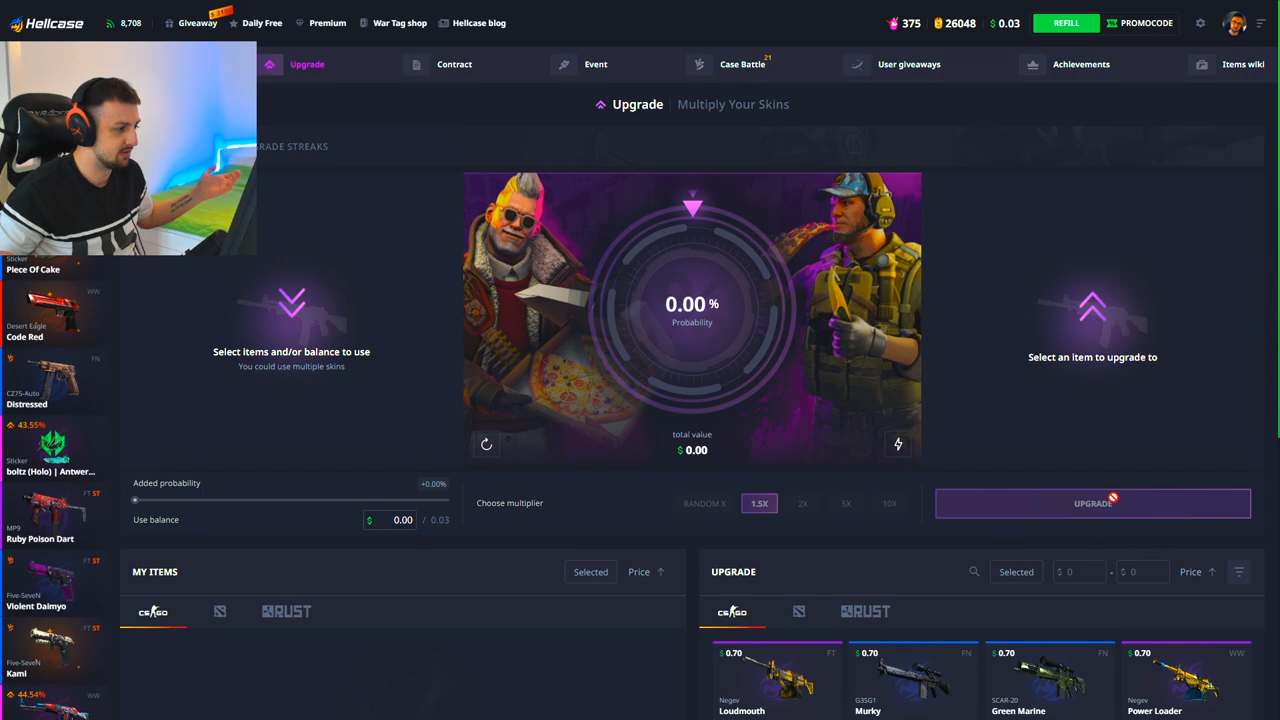 Hellcase
8,708
Giveaway
$ 3100
Daily Free
Premium
War Tag shop
Hellcase blog
375
26048
$ 0.03
REFILL
PROMOCODE
Upgrade
Contract
Event
Case Battle
21
User giveaways
Achievements
Items wiki
Upgrade
Multiply Your Skins
GRADE STREAKS
Sticker
Piece Of Cake
WW
Desert Eagle
Code Red
FN
CZ75-Auto
Distressed
43.55%
Sticker
boltz (Holo) | Antwer...
FT ST
MP9
Ruby Poison Dart
FT ST
Five-SeveN
Violent Daimyo
FT ST
Five-SeveN
Kami
44.54%
WW
Select items and/or balance to use
You could use multiple skins
0.00 %
Probability
total value
$ 0.00
Select an item to upgrade to
Added probability
+0.00%
Use balance
$ 0.00 / 0.03
Choose multiplier
RANDOM X
1.5X
2X
5X
10X
UPGRADE
MY ITEMS
Selected
Price
CS:GO
RUST
UPGRADE
Selected
$ 0 - $ 0
Price
CS:GO
RUST
$ 0.70
FT
Negev
Loudmouth
$ 0.70
FN
G3SG1
Murky
$ 0.70
FN
SCAR-20
Green Marine
$ 0.70
WW
Negev
Power Loader